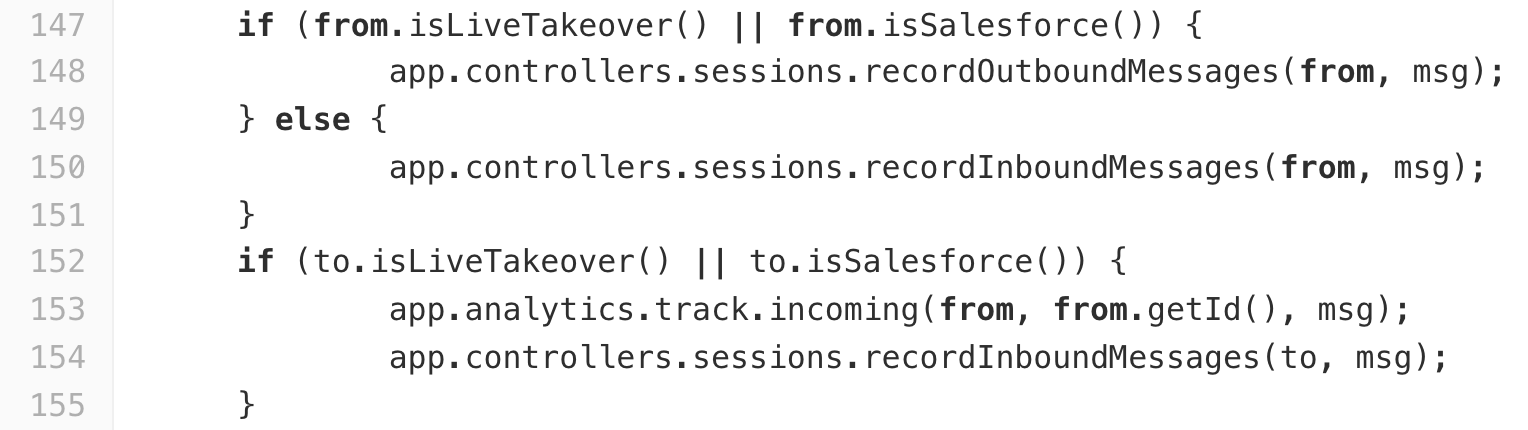 147 if (from.isLiveTakeover() || from.isSalesforce()) {
148 app.controllers.sessions.recordOutboundMessages(from, msg);
149 } else {
150 app.controllers.sessions.recordInboundMessages(from, msg);
151 }
152 if (to.isLiveTakeover() || to.isSalesforce()) {
153 app.analytics.track.incoming(from, from.getId(), msg);
154 app.controllers.sessions.recordInboundMessages(to, msg);
155 }